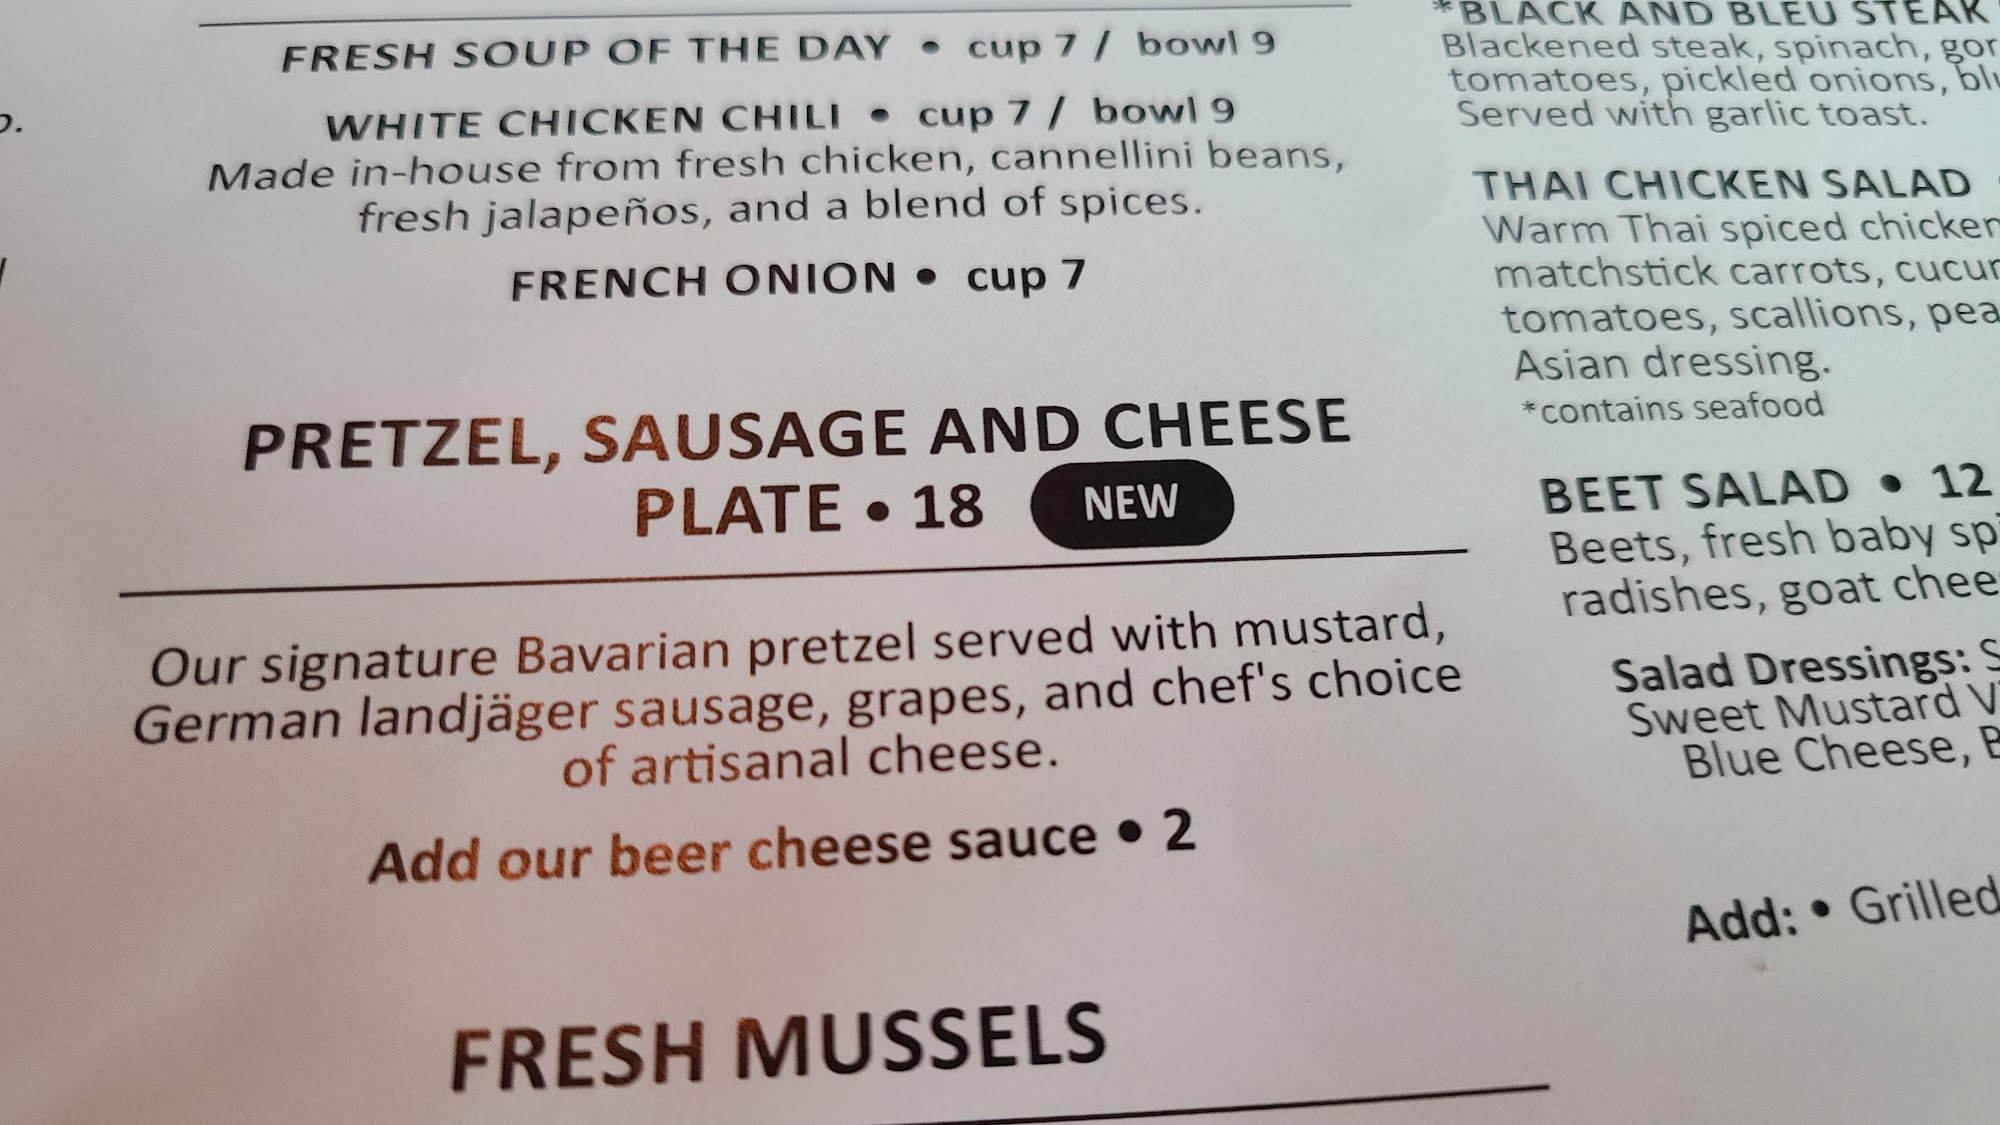 FRESH SOUP OF THE DAY • cup 7 / bowl 9
WHITE CHICKEN CHILI • cup 7 / bowl 9
Made in-house from fresh chicken, cannellini beans,
fresh jalapeños, and a blend of spices.
FRENCH ONION • cup 7
PRETZEL, SAUSAGE AND CHEESE
PLATE • 18 NEW
Our signature Bavarian pretzel served with mustard,
German landjäger sausage, grapes, and chef's choice
of artisanal cheese.
Add our beer cheese sauce • 2
FRESH MUSSELS
*BLACK AND BLEU STEAK
Blackened steak, spinach,
tomatoes, pickled onions,
Served with garlic toast.
THAI CHICKEN SALAD
Warm Thai spiced chicken
matchstick carrots,
tomatoes, scallions,
Asian dressing.
*contains seafood
BEET SALAD • 12
Beets, fresh baby
radishes, goat
Salad Dressings:
Sweet Mustard
Blue Cheese,
Add: • Grilled